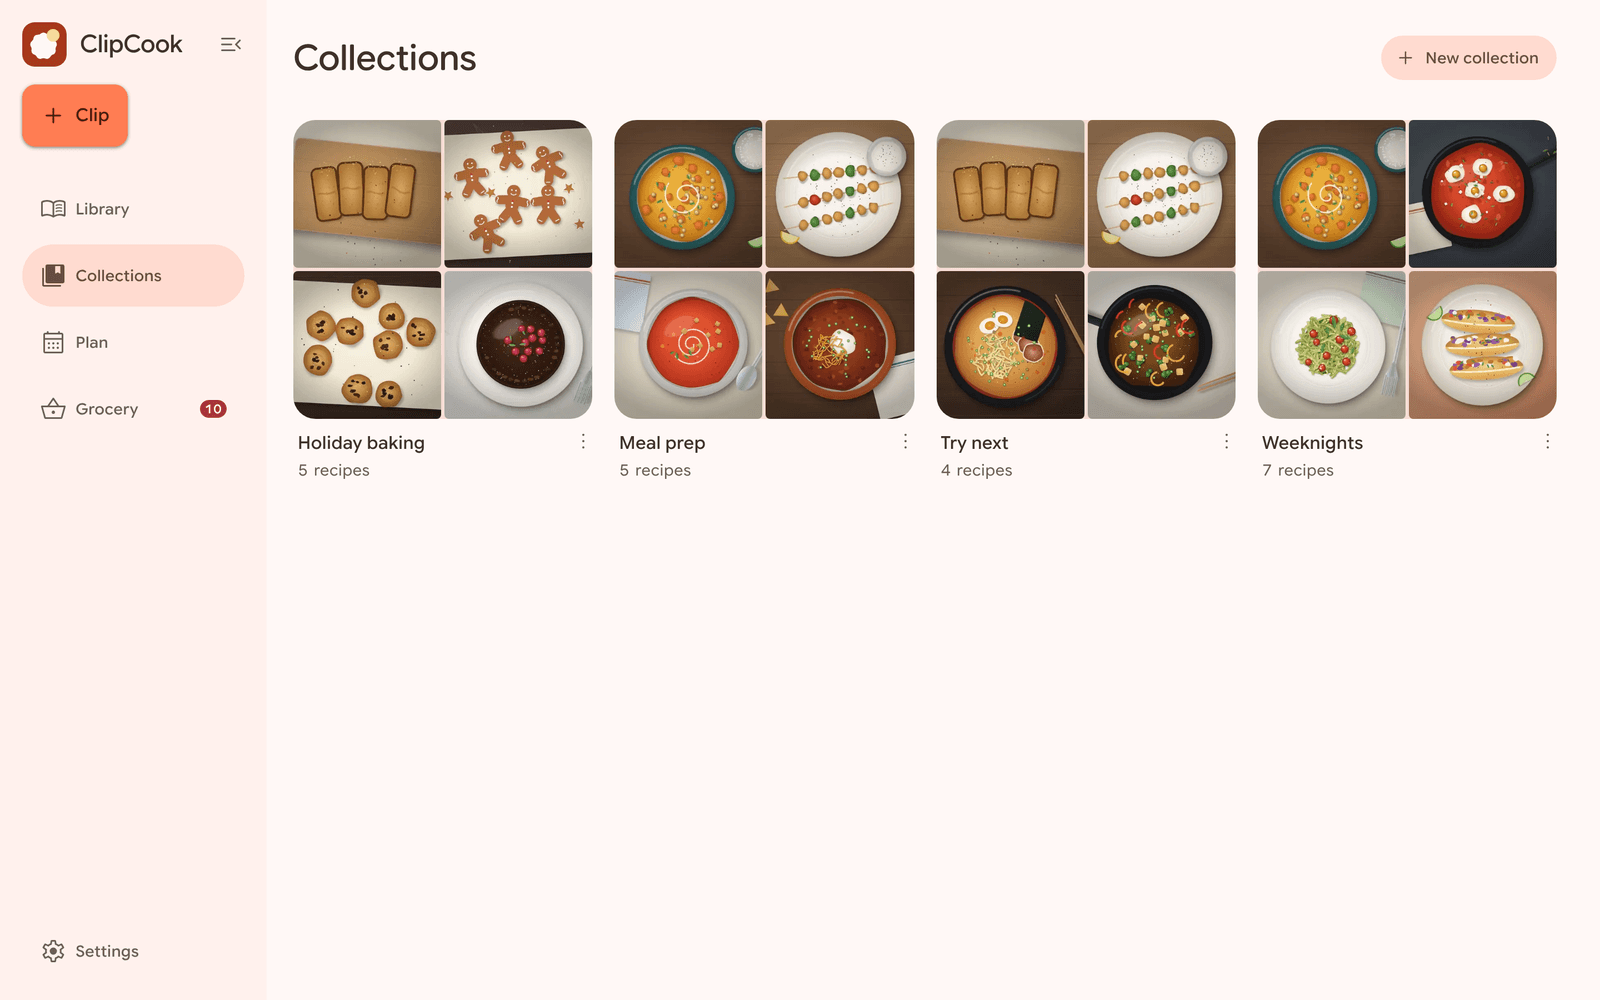 ClipCook
Clip
Library
Collections
Plan
Grocery 10
Settings
Collections
New collection
Holiday baking
5 recipes
Meal prep
5 recipes
Try next
4 recipes
Weeknights
7 recipes